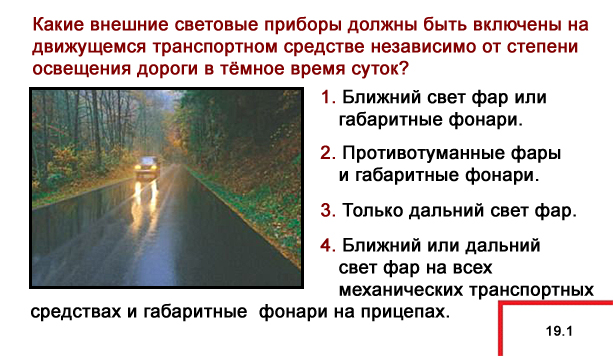 Какие внешние световые приборы должны быть включены на
движущемся транспортном средстве независимо от степени
освещения дороги в тёмное время суток?
1. Ближний свет фар или
габаритные фонари.
2. Противотуманные фары
и габаритные фонари.
3. Только дальний свет фар.
4. Ближний или дальний
свет фар на всех
механических транспортных
средствах и габаритные фонари на прицепах.
19.1